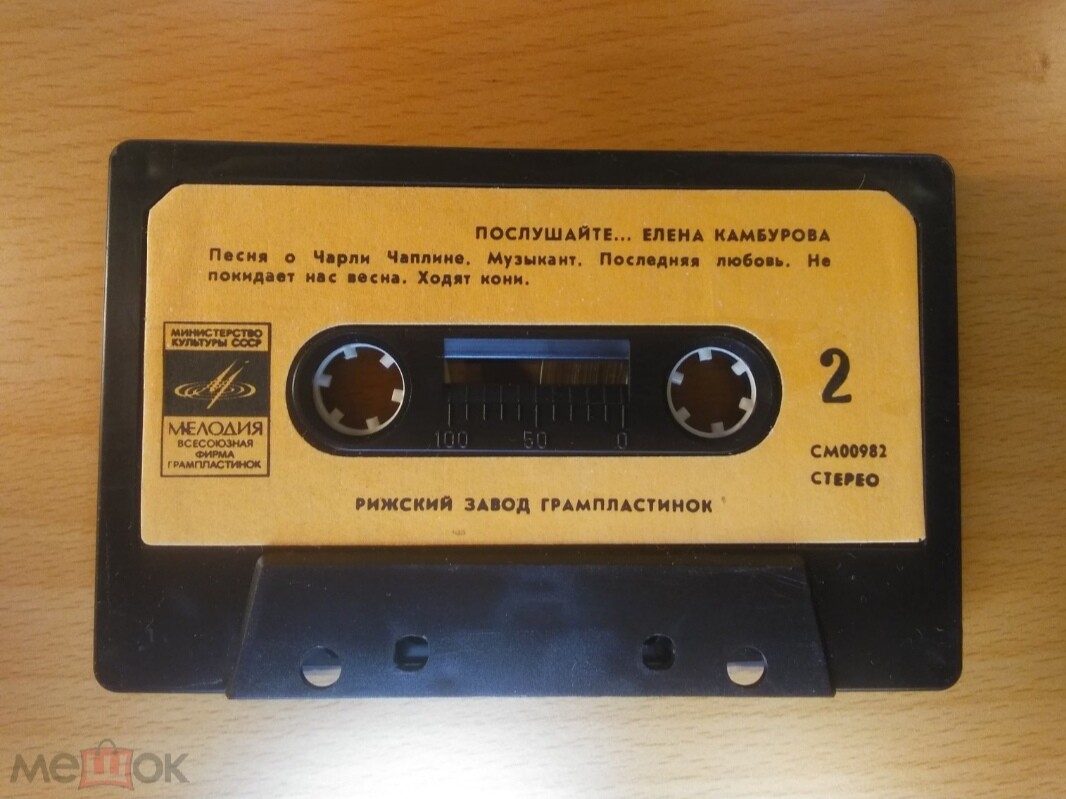 ПОСЛУШАЙТЕ... ЕЛЕНА КАМБУРОВА
Песня о Чарли Чаплине. Музыкант. Последняя любовь. Не
покидает нас весна. Ходят кони.
МИНИСТЕРСТВО
КУЛЬТУРЫ СССР
МЕЛОДИЯ
ВСЕСОЮЗНАЯ
ФИРМА
ГРАМПЛАСТИНОК
2
100 50 0
СМ00982
СТЕРЕО
РИЖСКИЙ ЗАВОД ГРАМПЛАСТИНОК
мешок